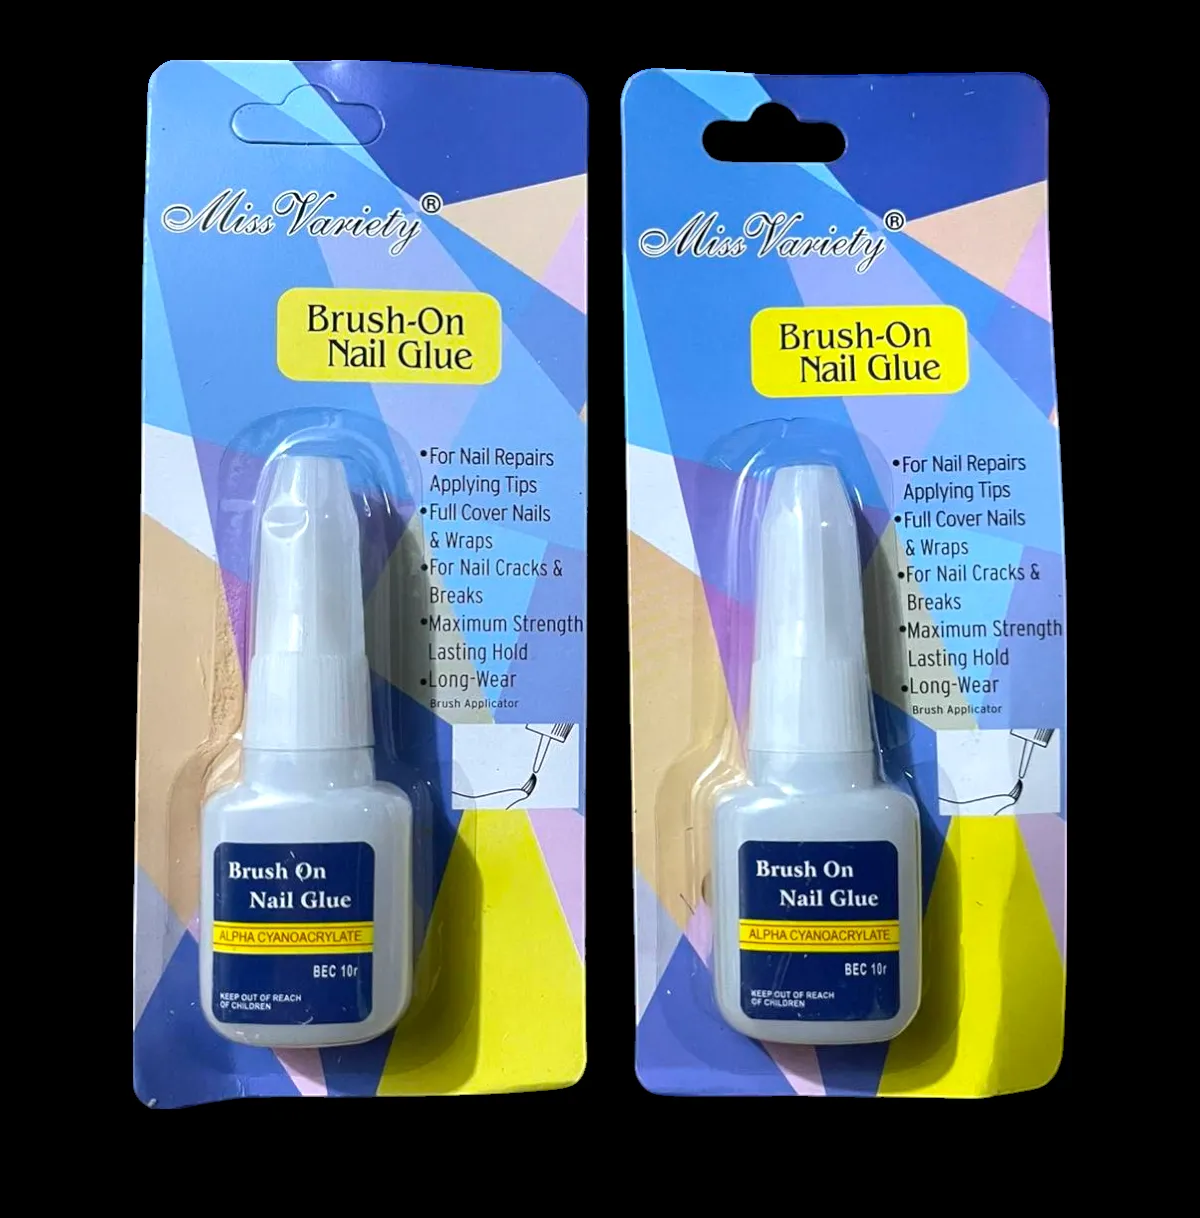 Miss Variety®
Brush-On
Nail Glue
•For Nail Repairs
Applying Tips
•Full Cover Nails
& Wraps
•For Nail Cracks &
Breaks
•Maximum Strength
Lasting Hold
•Long-Wear
Brush Applicator
Brush On
Nail Glue
ALPHA CYANOACRYLATE
BEC 10r
KEEP OUT OF REACH
OF CHILDREN
Miss Variety®
Brush-On
Nail Glue
•For Nail Repairs
Applying Tips
•Full Cover Nails
& Wraps
•For Nail Cracks &
Breaks
•Maximum Strength
Lasting Hold
•Long-Wear
Brush Applicator
Brush On
Nail Glue
ALPHA CYANOACRYLATE
BEC 10r
KEEP OUT OF REACH
OF CHILDREN